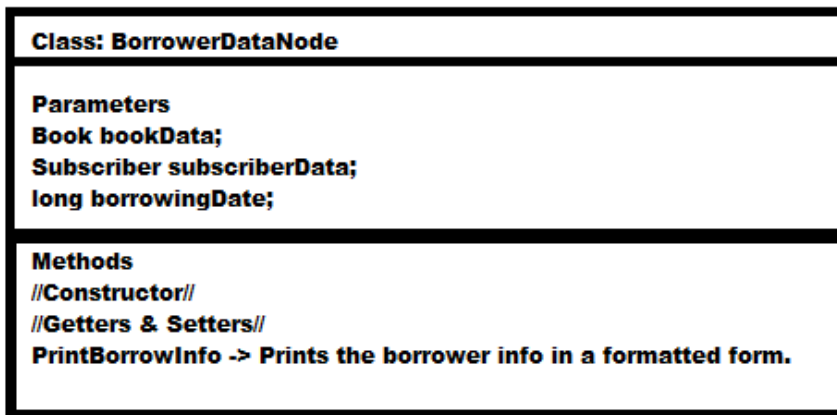 Class: BorrowerDataNode
Parameters
Book bookData;
Subscriber subscriberData;
long borrowingDate;
Methods
//Constructor//
//Getters & Setters//
PrintBorrowInfo -> Prints the borrower info in a formatted form.